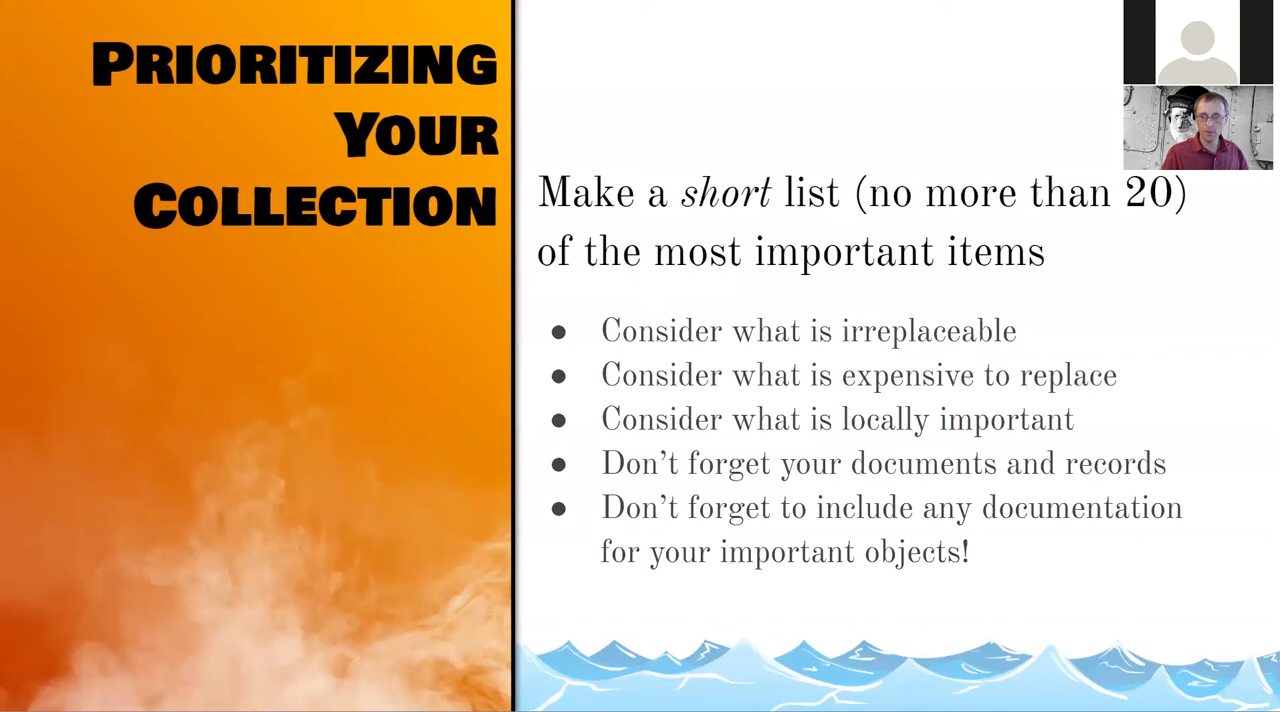 Prioritizing
Your
Collection
Make a short list (no more than 20)
of the most important items
● Consider what is irreplaceable
● Consider what is expensive to replace
● Consider what is locally important
● Don’t forget your documents and records
● Don’t forget to include any documentation
for your important objects!